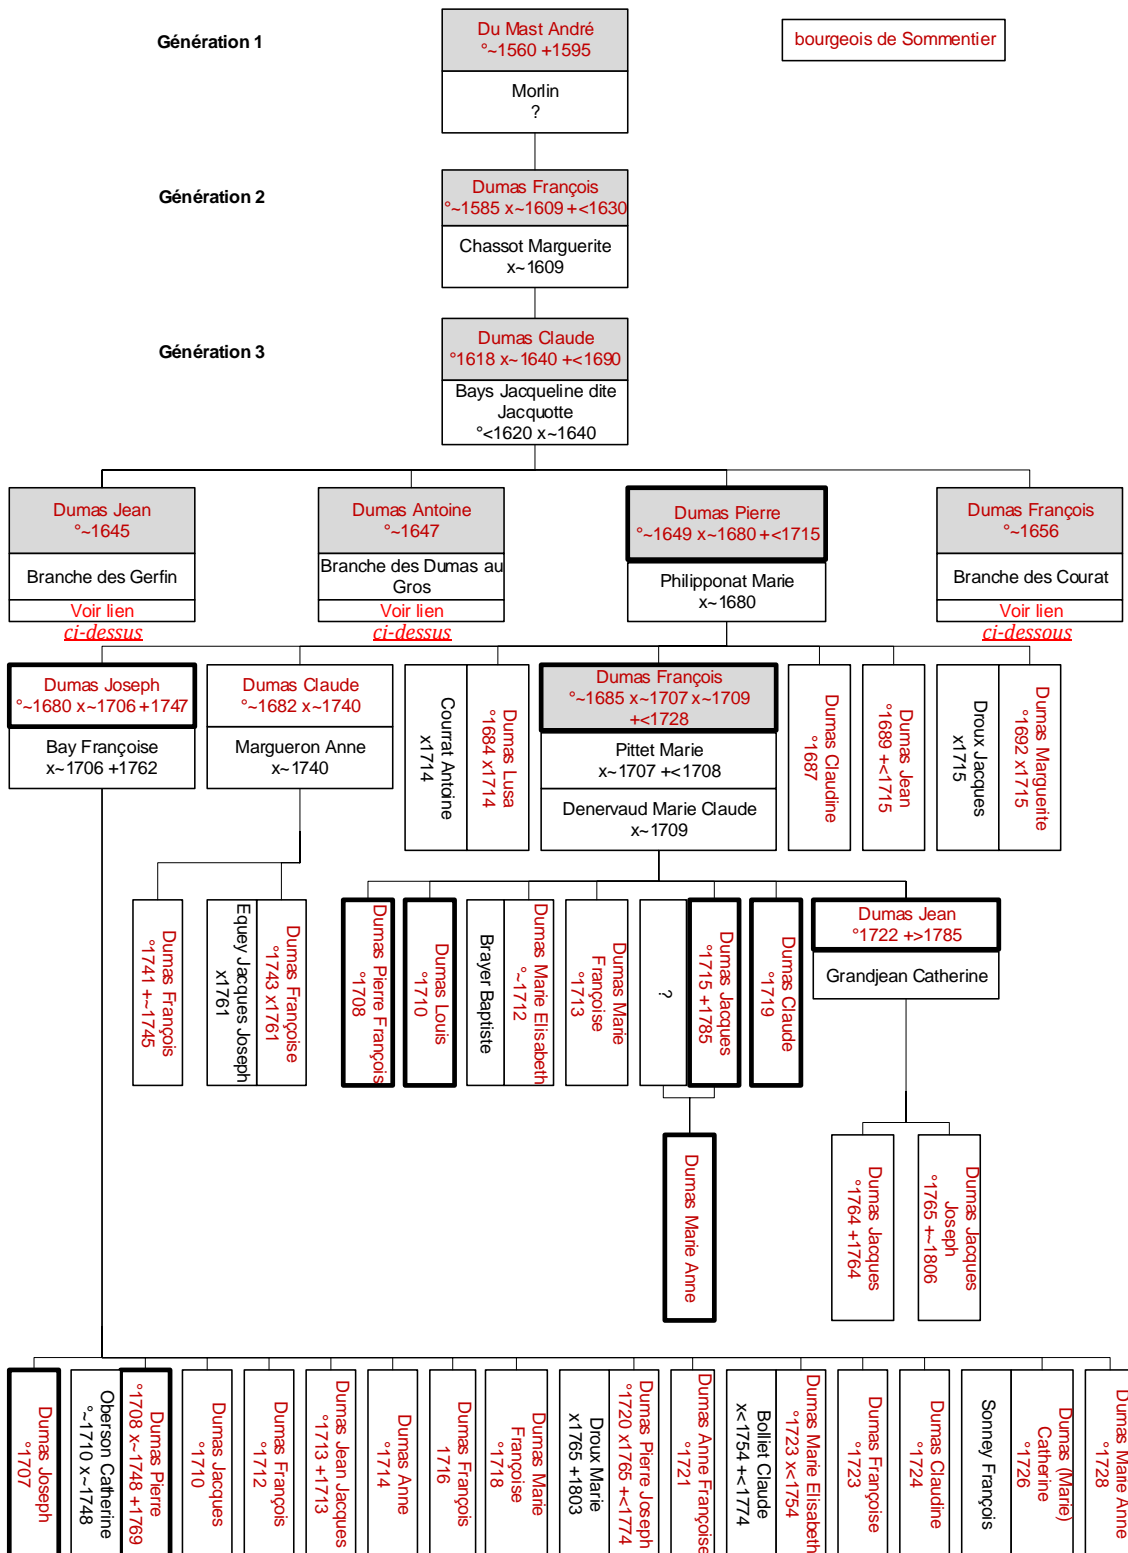 Génération 1
Du Mast André
°~1560 +1595
Morlin
?
bourgeois de Sommentier
Génération 2
Dumas François
°~1585 x~1609 +<1630
Chassot Marguerite
x~1609
Génération 3
Dumas Claude
°1618 x~1640 +<1690
Bays Jacqueline dite
Jacquotte
°<1620 x~1640
Dumas Jean
°~1645
Branche des Gerfin
Voir lien
ci-dessus
Dumas Antoine
°~1647
Branche des Dumas au
Gros
Voir lien
ci-dessus
Dumas Pierre
°~1649 x~1680 +<1715
Philipponat Marie
x~1680
Dumas François
°~1656
Branche des Courat
Voir lien
ci-dessous
Dumas Joseph
°~1680 x~1706 +1747
Bay Françoise
x~1706 +1762
Dumas Claude
°~1682 x~1740
Margueron Anne
x~1740
Courrat Antoine
x1714
Dumas Lusa
°1684 x1714
Dumas François
°~1685 x~1707 x~1709
+<1728
Pittet Marie
x~1707 +<1708
Denervaud Marie Claude
x~1709
Dumas Claudine
°1687
Dumas Jean
°1689 +<1715
Droux Jacques
x1715
Dumas Marguerite
°1692 x1715
Dumas François
°1741 +~1745
Equey Jacques Joseph
x1761
Dumas Françoise
°1743 x1761
Dumas Pierre François
°1708
Dumas Louis
°1710
Brayer Baptiste
Dumas Marie Elisabeth
°~1712
Dumas Marie
Françoise
°1713
?
Dumas Jacques
°1715 +1785
Dumas Claude
°1719
Dumas Jean
°1722 +>1785
Grandjean Catherine
Dumas Marie Anne
Dumas Jacques
°1764 +1764
Dumas Jacques
Joseph
°1765 +~1806
Dumas Joseph
°1707
Oberson Catherine
°~1710 x~1748
Dumas Pierre
°1708 x~1748 +1769
Dumas Jacques
°1710
Dumas François
°1712
Dumas Jean Jacques
°1713 +1713
Dumas Anne
°1714
Dumas François
1716
Dumas Marie
Françoise
°1718
Droux Marie
x1765 +1803
Dumas Pierre Joseph
°1720 x1765 +<1774
Dumas Anne Françoise
°1721
Bolliet Claude
x<1754 +<1774
Dumas Marie Elisabeth
°1723 x<1754
Dumas Françoise
°1723
Dumas Claudine
°1724
Sonney François
Dumas (Marie)
Catherine
°1726
Dumas Marie Anne
°1728